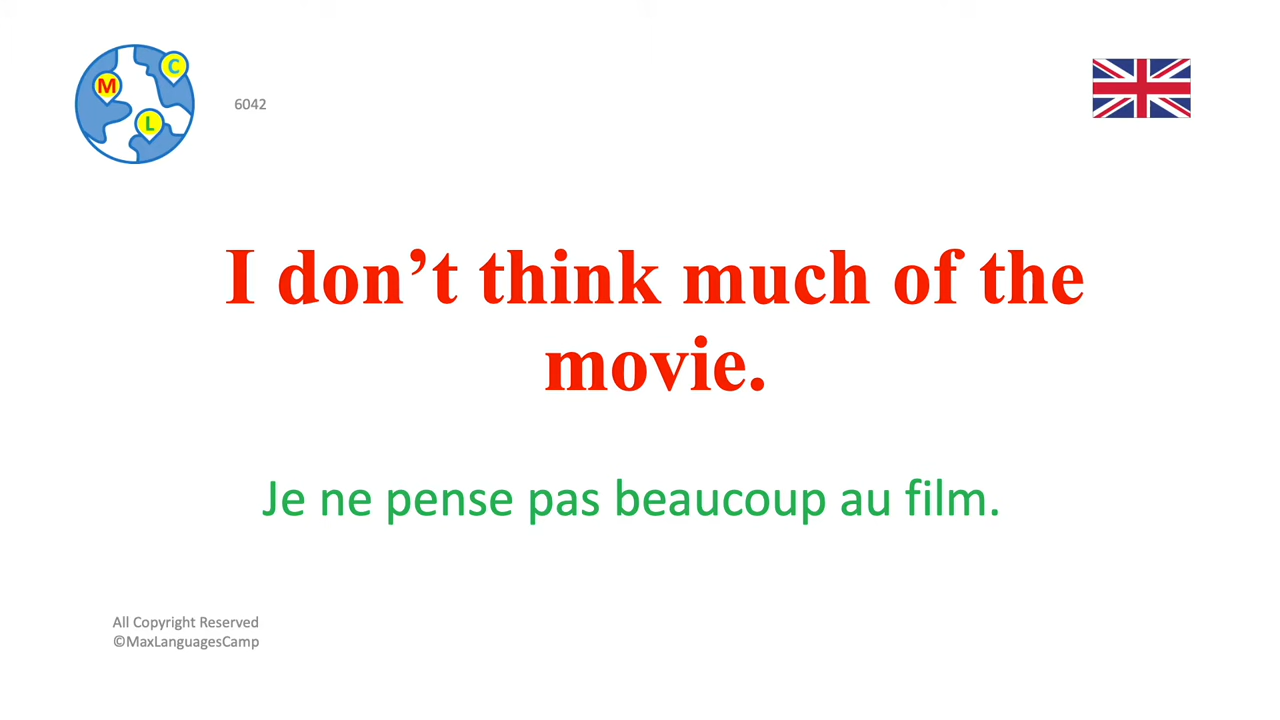 C
M
L
6042
I don’t think much of the
movie.
Je ne pense pas beaucoup au film.
All Copyright Reserved
©MaxLanguagesCamp